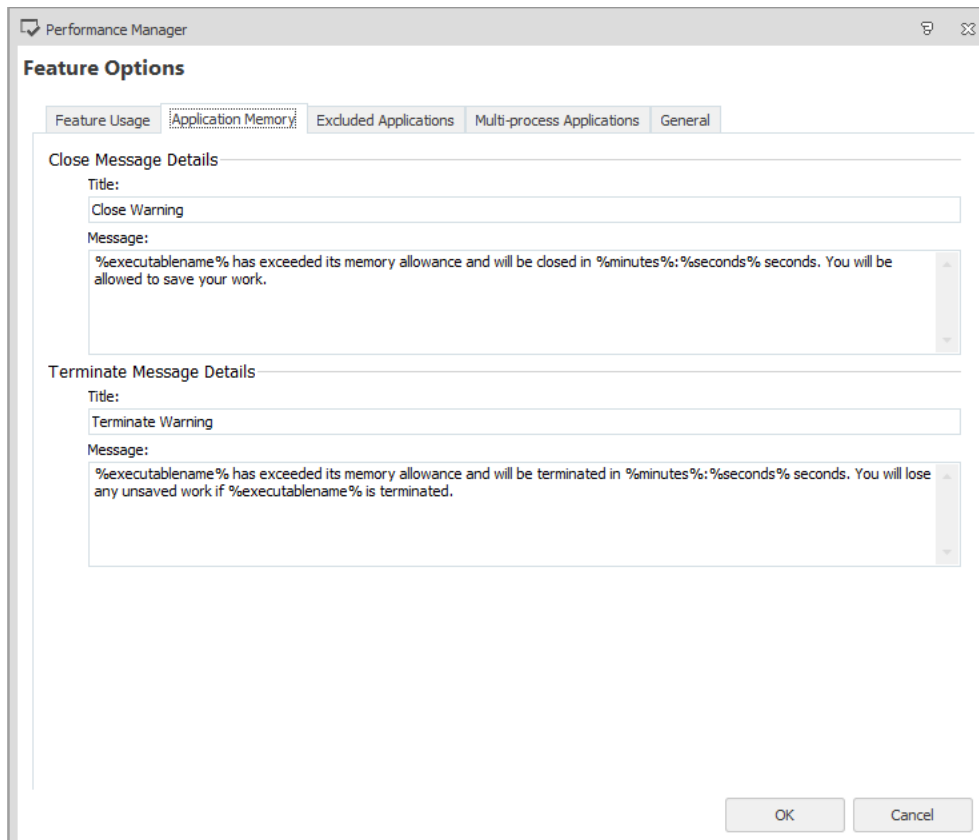 Performance Manager
Feature Options
Feature Usage Application Memory Excluded Applications Multi-process Applications General
Close Message Details
Title:
Close Warning
Message:
%executablename% has exceeded its memory allowance and will be closed in %minutes%:%seconds% seconds. You will be
allowed to save your work.
Terminate Message Details
Title:
Terminate Warning
Message:
%executablename% has exceeded its memory allowance and will be terminated in %minutes%:%seconds% seconds. You will lose
any unsaved work if %executablename% is terminated.
OK Cancel